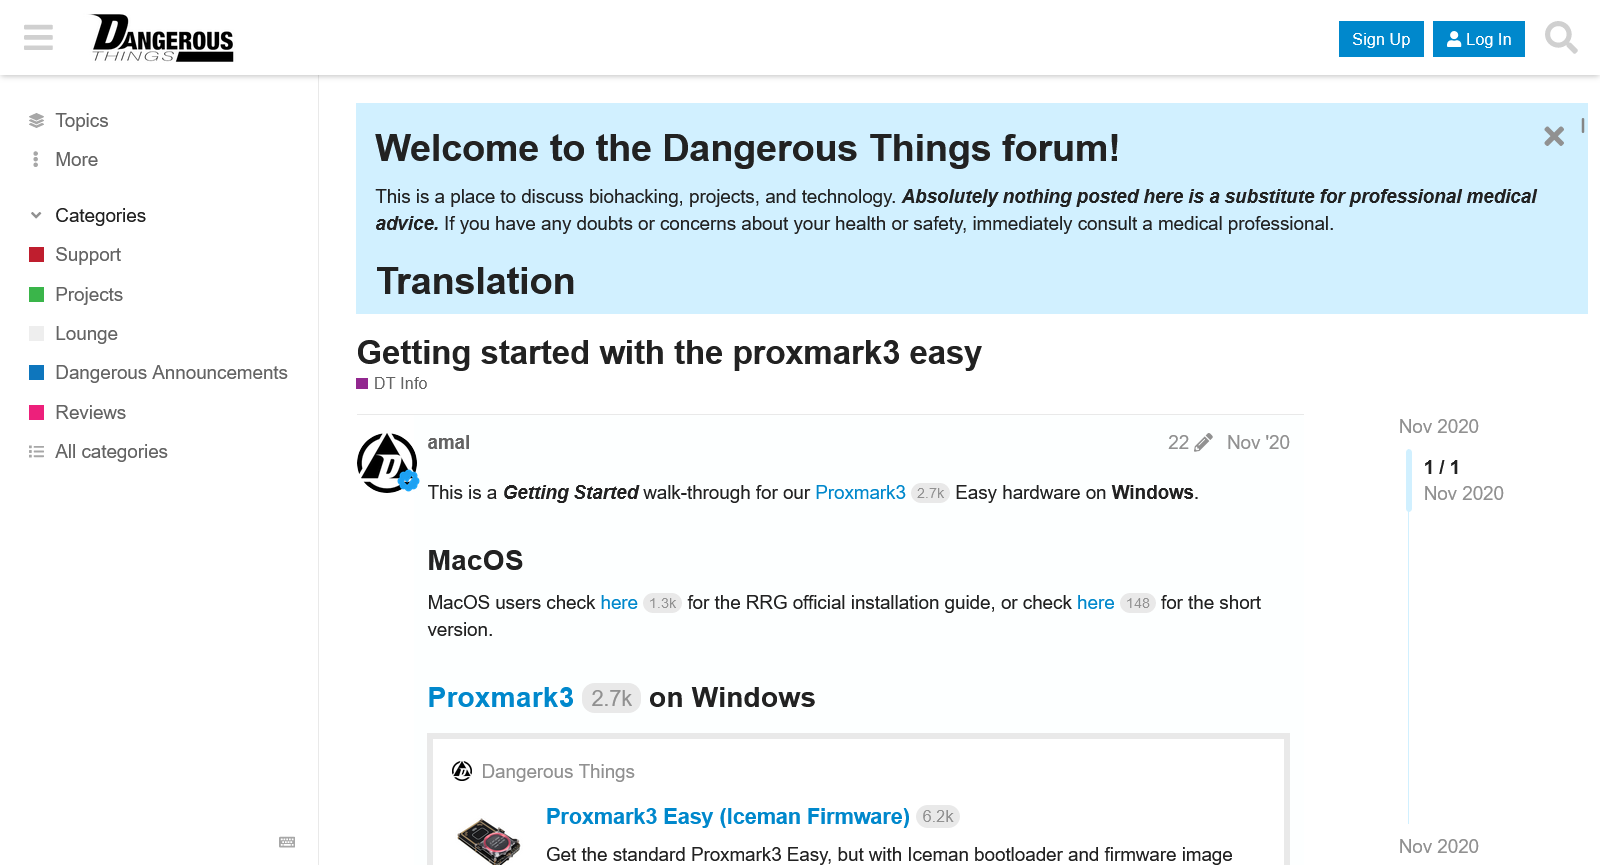 DANGEROUS
THINGS
Sign Up
Log In
Topics
More
Categories
Support
Projects
Lounge
Dangerous Announcements
Reviews
All categories
Welcome to the Dangerous Things forum!
This is a place to discuss biohacking, projects, and technology. Absolutely nothing posted here is a substitute for professional medical
advice. If you have any doubts or concerns about your health or safety, immediately consult a medical professional.
Translation
Getting started with the proxmark3 easy
DT Info
amal
22 Nov '20
This is a Getting Started walk-through for our Proxmark3 2.7k Easy hardware on Windows.
MacOS
MacOS users check here 1.3k for the RRG official installation guide, or check here 148 for the short
version.
Proxmark3 2.7k on Windows
Dangerous Things
Proxmark3 Easy (Iceman Firmware) 6.2k
Get the standard Proxmark3 Easy, but with Iceman bootloader and firmware image
Nov 2020
1 / 1
Nov 2020
Nov 2020